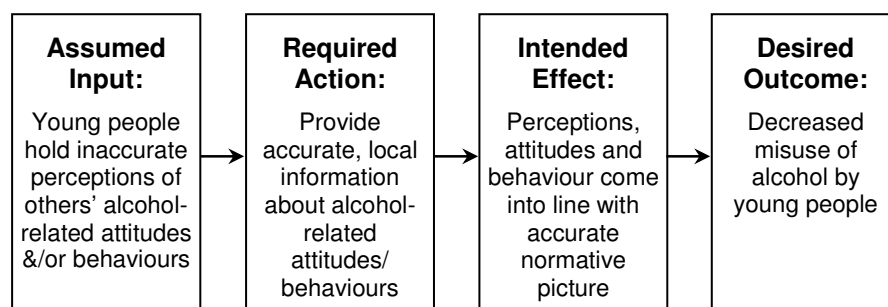 Assumed
Input:
Young people
hold inaccurate
perceptions of
others' alcohol-
related attitudes
&/or behaviours
Required
Action:
Provide
accurate, local
information
about alcohol-
related
attitudes/
behaviours
Intended
Effect:
Perceptions,
attitudes and
behaviour come
into line with
accurate
normative
picture
Desired
Outcome:
Decreased
misuse of
alcohol by
young people